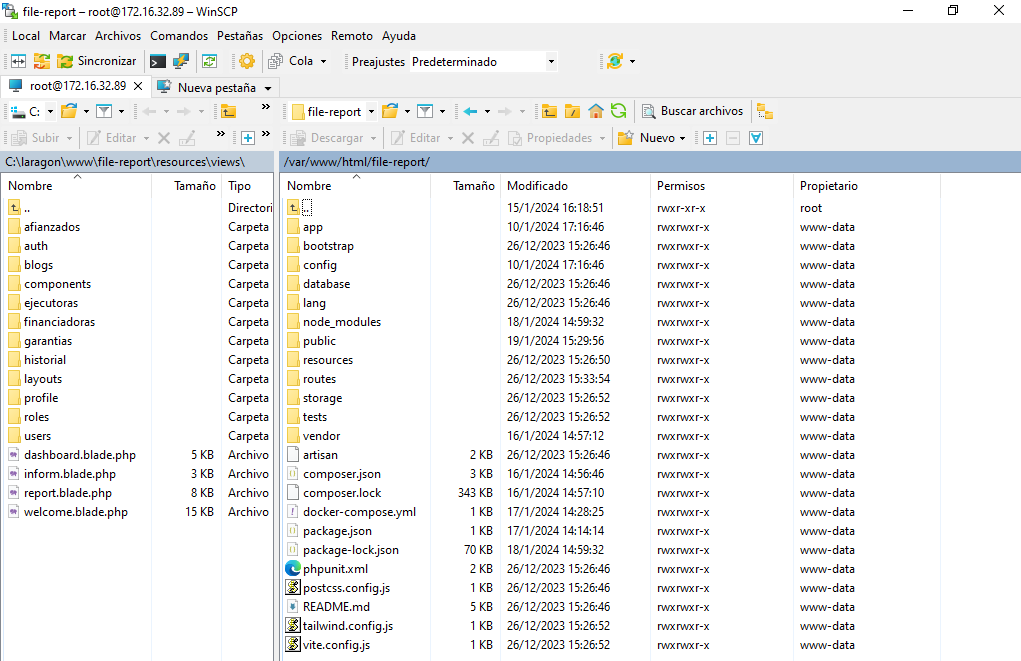 file-report – root@172.16.32.89 – WinSCP
Local Marcar Archivos Comandos Pestañas Opciones Remoto Ayuda
Sincronizar Cola Preajustes Predeterminado
root@172.16.32.89 Nueva pestaña
C: » file-report Buscar archivos
Subir Editar » » Descargar Editar Propiedades Nuevo
C:\laragon\www\file-report\resources\views\ /var/www/html/file-report/
Nombre Tamaño Tipo Nombre Tamaño Modificado Permisos Propietario
.. Directori .. 15/1/2024 16:18:51 rwxr-xr-x root
afianzados Carpeta app 10/1/2024 17:16:46 rwxrwxr-x www-data
auth Carpeta bootstrap 26/12/2023 15:26:46 rwxrwxr-x www-data
blogs Carpeta config 10/1/2024 17:16:46 rwxrwxr-x www-data
components Carpeta database 26/12/2023 15:26:46 rwxrwxr-x www-data
ejecutoras Carpeta lang 26/12/2023 15:26:46 rwxrwxr-x www-data
financiadoras Carpeta node_modules 18/1/2024 14:59:32 rwxrwxr-x www-data
garantias Carpeta public 19/1/2024 15:29:56 rwxrwxr-x www-data
historial Carpeta resources 26/12/2023 15:26:50 rwxrwxr-x www-data
layouts Carpeta routes 26/12/2023 15:33:54 rwxrwxr-x www-data
profile Carpeta storage 26/12/2023 15:26:52 rwxrwxr-x www-data
roles Carpeta tests 26/12/2023 15:26:52 rwxrwxr-x www-data
users Carpeta vendor 16/1/2024 14:57:12 rwxrwxr-x www-data
dashboard.blade.php 5 KB Archivo artisan 2 KB 26/12/2023 15:26:46 rwxrwxr-x www-data
inform.blade.php 3 KB Archivo composer.json 3 KB 16/1/2024 14:56:46 rwxrwxr-x www-data
report.blade.php 8 KB Archivo composer.lock 343 KB 16/1/2024 14:57:10 rwxrwxr-x www-data
welcome.blade.php 15 KB Archivo docker-compose.yml 1 KB 17/1/2024 14:28:25 rwxrwxr-x www-data
package.json 1 KB 17/1/2024 14:14:14 rwxrwxr-x www-data
package-lock.json 70 KB 18/1/2024 14:59:32 rwxrwxr-x www-data
phpunit.xml 2 KB 26/12/2023 15:26:46 rwxrwxr-x www-data
postcss.config.js 1 KB 26/12/2023 15:26:46 rwxrwxr-x www-data
README.md 5 KB 26/12/2023 15:26:46 rwxrwxr-x www-data
tailwind.config.js 1 KB 26/12/2023 15:26:52 rwxrwxr-x www-data
vite.config.js 1 KB 26/12/2023 15:26:52 rwxrwxr-x www-data